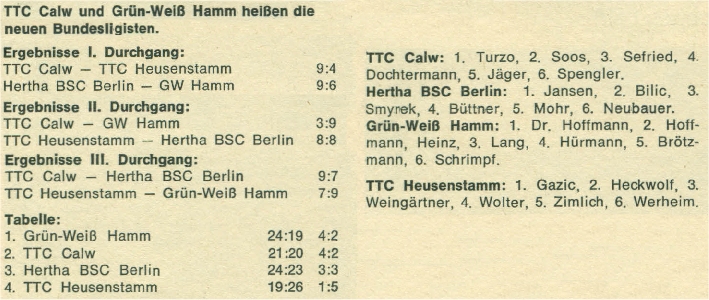 TTC Calw und Grün-Weiß Hamm heißen die
neuen Bundesligisten.
Ergebnisse I. Durchgang:
TTC Calw — TTC Heusenstamm 9:4
Hertha BSC Berlin — GW Hamm 9:6
Ergebnisse II. Durchgang:
TTC Calw — GW Hamm 3:9
TTC Heusenstamm — Hertha BSC Berlin 8:8
Ergebnisse III. Durchgang:
TTC Calw — Hertha BSC Berlin 9:7
TTC Heusenstamm — Grün-Weiß Hamm 7:9
Tabelle:
1. Grün-Weiß Hamm 24:19 4:2
2. TTC Calw 21:20 4:2
3. Hertha BSC Berlin 24:23 3:3
4. TTC Heusenstamm 19:26 1:5
TTC Calw: 1. Turzo, 2. Soos, 3. Sefried, 4.
Dochtermann, 5. Jäger, 6. Spengler.
Hertha BSC Berlin: 1. Jansen, 2. Bilic, 3.
Smyrek, 4. Büttner, 5. Mohr, 6. Neubauer.
Grün-Weiß Hamm: 1. Dr. Hoffmann, 2. Hoff-
mann, Heinz, 3. Lang, 4. Hürmann, 5. Brötz-
mann, 6. Schrimpf.
TTC Heusenstamm: 1. Gazic, 2. Heckwolf, 3.
Weingärtner, 4. Wolter, 5. Zimlich, 6. Werheim.